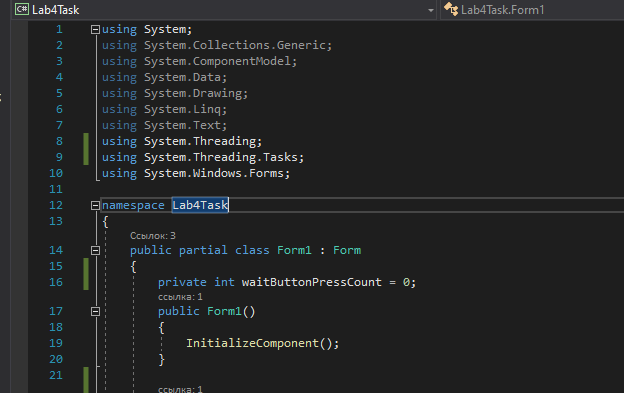 C# Lab4Task
Lab4Task.Form1
1 using System;
2 using System.Collections.Generic;
3 using System.ComponentModel;
4 using System.Data;
5 using System.Drawing;
6 using System.Linq;
7 using System.Text;
8 using System.Threading;
9 using System.Threading.Tasks;
10 using System.Windows.Forms;
11
12 namespace Lab4Task
13 {
Ссылок: 3
14 public partial class Form1 : Form
15 {
16 private int waitButtonPressCount = 0;
ссылка: 1
17 public Form1()
18 {
19 InitializeComponent();
20 }
21
ссылка: 1